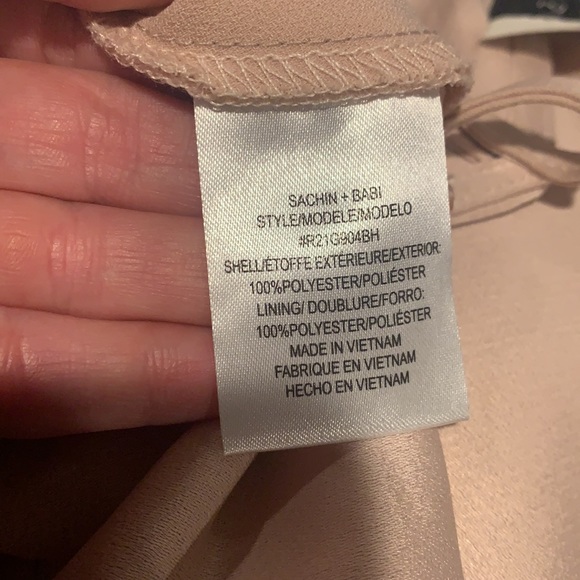 SACHIN + BABI
STYLE/MODELE/MODELO
#R21G904BH
SHELL/ÉTOFFE EXTÉRIEURE/EXTERIOR:
100%POLYESTER/POLIÉSTER
LINING/ DOUBLURE/FORRO:
100%POLYESTER/POLIÉSTER
MADE IN VIETNAM
FABRIQUE EN VIETNAM
HECHO EN VIETNAM